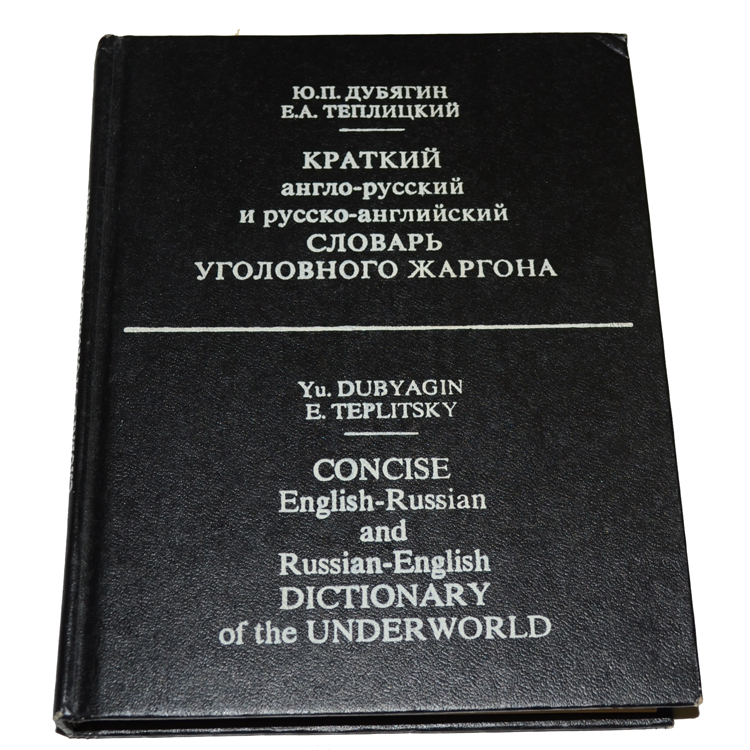 Ю.П. ДУБЯГИН
Е.А. ТЕПЛИЦКИЙ
КРАТКИЙ
англо-русский
и русско-английский
СЛОВАРЬ
УГОЛОВНОГО ЖАРГОНА
Yu. DUBYAGIN
E. TEPLITSKY
CONCISE
English-Russian
and
Russian-English
DICTIONARY
of the UNDERWORLD